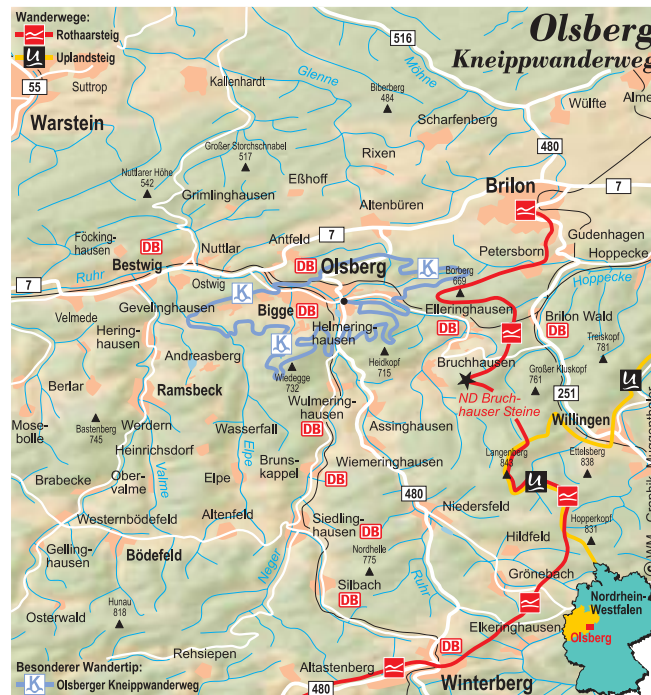 Wanderwege:
Rothaarsteig
Uplandsteig
Olsberg
Kneippwanderweg
516
Glenne
Möhne
Kallenhardt
Biberberg
484
55
Suttrop
Warstein
Wülfte
Alme
Scharfenberg
480
Großer Storchschnabel
517
Rixen
Nuttlarer Höhe
542
Eßhoff
Grimlinghausen
Brilon
7
Altenbüren
Gudenhagen
Föcking-
hausen
DB
Nuttlar
Antfeld
7
Petersborn
Hoppecke
Bestwig
Ruhr
DB
Olsberg
K
Borberg
669
Hoppecke
7
Ostwig
K
Gevelinghausen
Velmede
Bigge
DB
Elleringhausen
Brilon Wald
DB
DB
Helmering-
hausen
Hering-
hausen
Treiskopf
781
Andreasberg
K
Heidkopf
715
Bruchhausen
Großer Kluskopf
761
Wiedegge
732
Berlar
Ramsbeck
ND Bruch-
hauser Steine
251
u
Wulmering-
hausen
Willingen
Mose-
bolle
Bastenberg
745
Werdern
Wasserfall
DB
Assinghausen
Heinrichsdorf
Elpe
Langenberg
843
Ettelsberg
838
Bruns-
kappel
Wiemeringhausen
Brabecke
Ober-
valme
Valme
Elpe
DB
480
u
Niedersfeld
Westernbödefeld
Altenfeld
Siedling-
hausen
DB
Hopperkopf
831
Hildfeld
Gelling-
hausen
Bödefeld
Nordhelle
775
Neger
Ruhr
Grönebach
Silbach
DB
Hunau
818
Osterwald
Nordrhein-
Westfalen
Olsberg
Elkeringhausen
Rehsiepen
DB
Besonderer Wandertip:
K
Olsberger Kneippwanderweg
Altastenberg
480
Winterberg